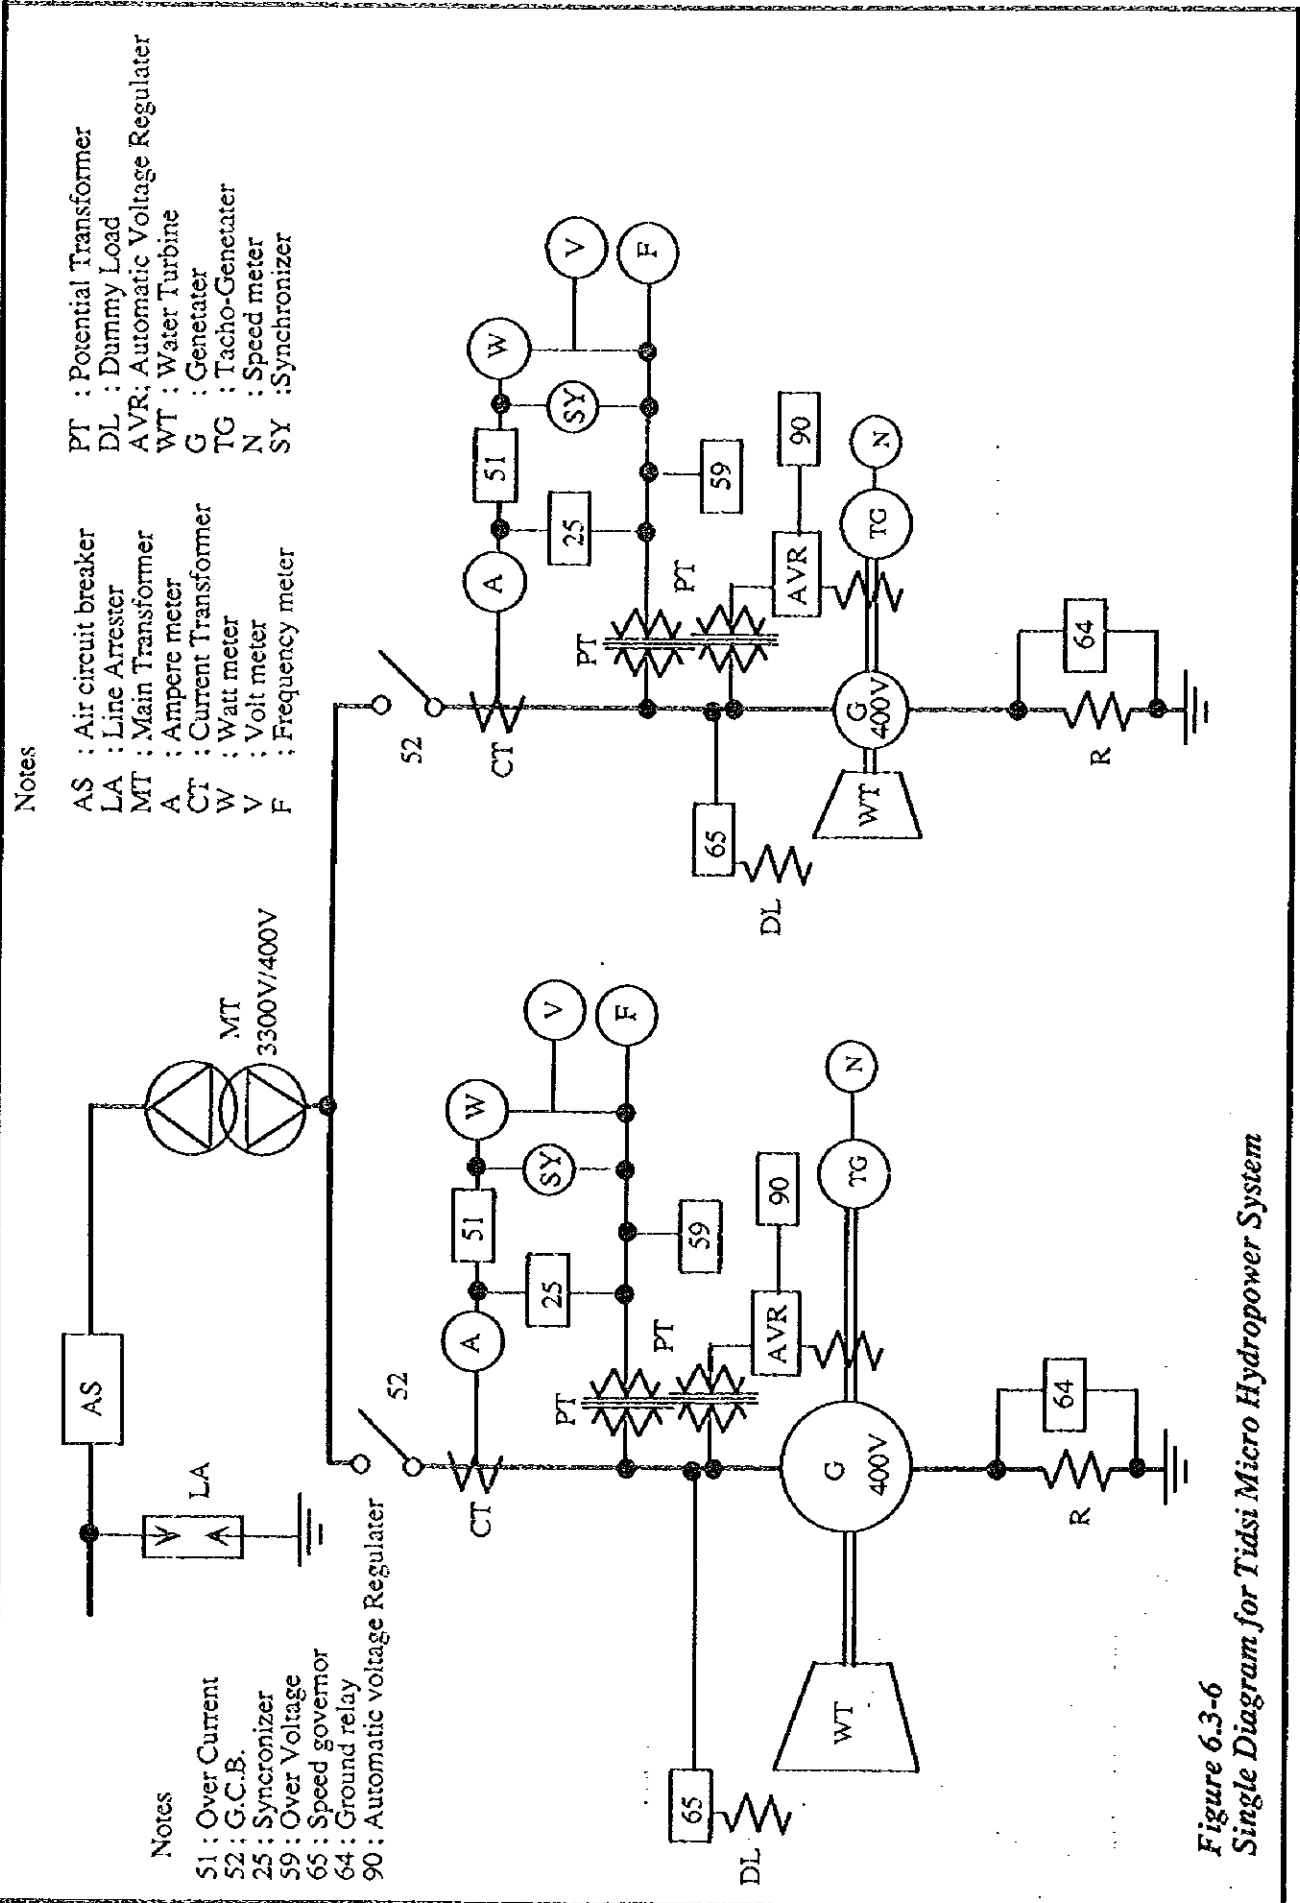 Notes
51 : Over Current
52 : G.C.B.
25 : Syncronizer
59 : Over Voltage
65 : Speed governor
64 : Ground relay
90 : Automatic voltage Regulater
Notes
AS : Air circuit breaker
LA : Line Arrester
MT : Main Transformer
A : Ampere meter
CT : Current Transformer
W : Watt meter
V : Volt meter
F : Frequency meter
PT : Potential Transformer
DL : Dummy Load
AVR : Automatic Voltage Regulater
WT : Water Turbine
G : Genetater
TG : Tacho-Genetater
N : Speed meter
SY : Synchronizer
AS
LA
MT
3300V/400V
52
CT
A
51
W
25
SY
V
F
59
PT
PT
AVR
90
65
DL
WT
G
400V
TG
N
R
64
52
CT
A
51
W
25
SY
V
F
59
PT
PT
AVR
90
65
DL
WT
G
400V
TG
N
R
64
Figure 6.3-6
Single Diagram for Tidsi Micro Hydropower System